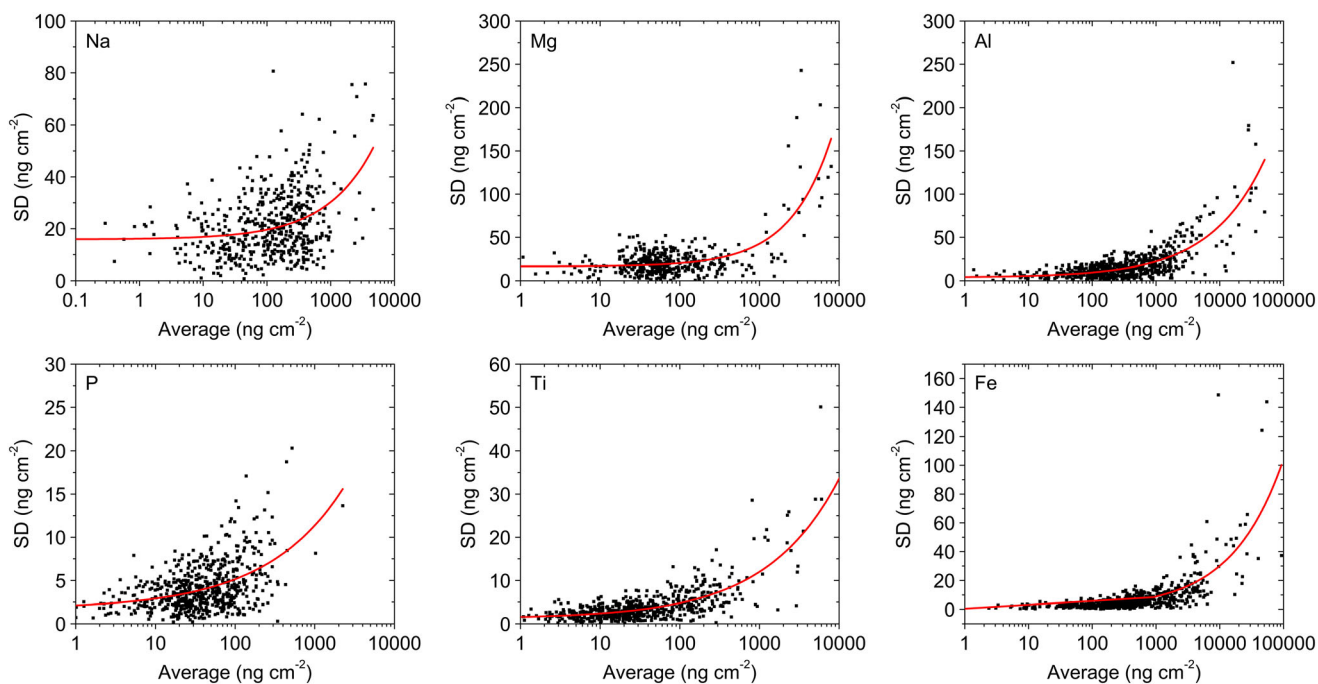 Na
100
80
60
40
20
0
SD (ng cm⁻²)
0.1 1 10 100 1000 10000
Average (ng cm⁻²)
Mg
300
250
200
150
100
50
0
SD (ng cm⁻²)
1 10 100 1000 10000
Average (ng cm⁻²)
Al
300
250
200
150
100
50
0
SD (ng cm⁻²)
1 10 100 1000 10000 100000
Average (ng cm⁻²)
P
30
25
20
15
10
5
0
SD (ng cm⁻²)
1 10 100 1000 10000
Average (ng cm⁻²)
Ti
60
50
40
30
20
10
0
SD (ng cm⁻²)
1 10 100 1000 10000
Average (ng cm⁻²)
Fe
160
140
120
100
80
60
40
20
0
SD (ng cm⁻²)
1 10 100 1000 10000 100000
Average (ng cm⁻²)